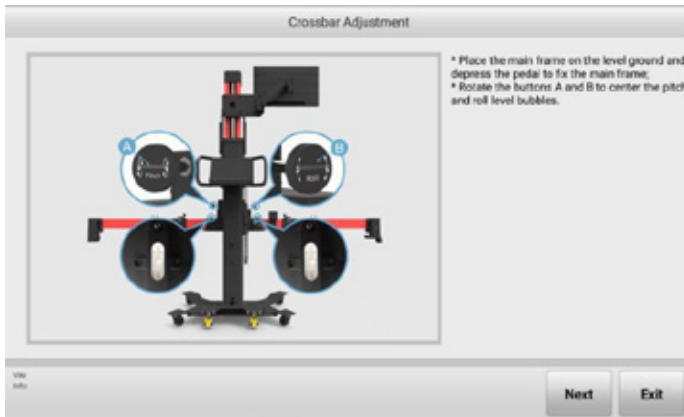 Crossbar Adjustment
* Place the main frame on the level ground and
depress the pedal to fix the main frame;
* Rotate the buttons A and B to center the pitch
and roll level bubbles.
A
B
Roll
Next
Exit